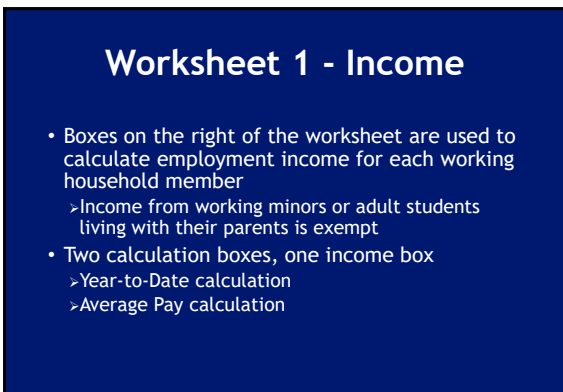 Worksheet 1 - Income
• Boxes on the right of the worksheet are used to
calculate employment income for each working
household member
➢Income from working minors or adult students
living with their parents is exempt
• Two calculation boxes, one income box
➢Year-to-Date calculation
➢Average Pay calculation